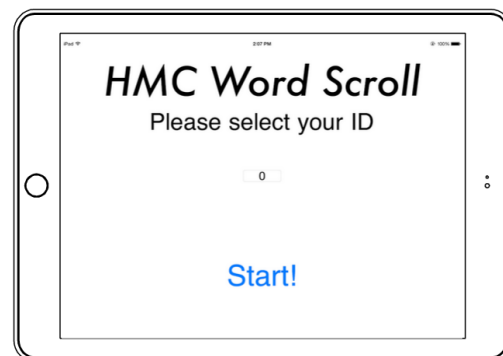 iPad 2:07 PM 100%
HMC Word Scroll
Please select your ID
0
Start!